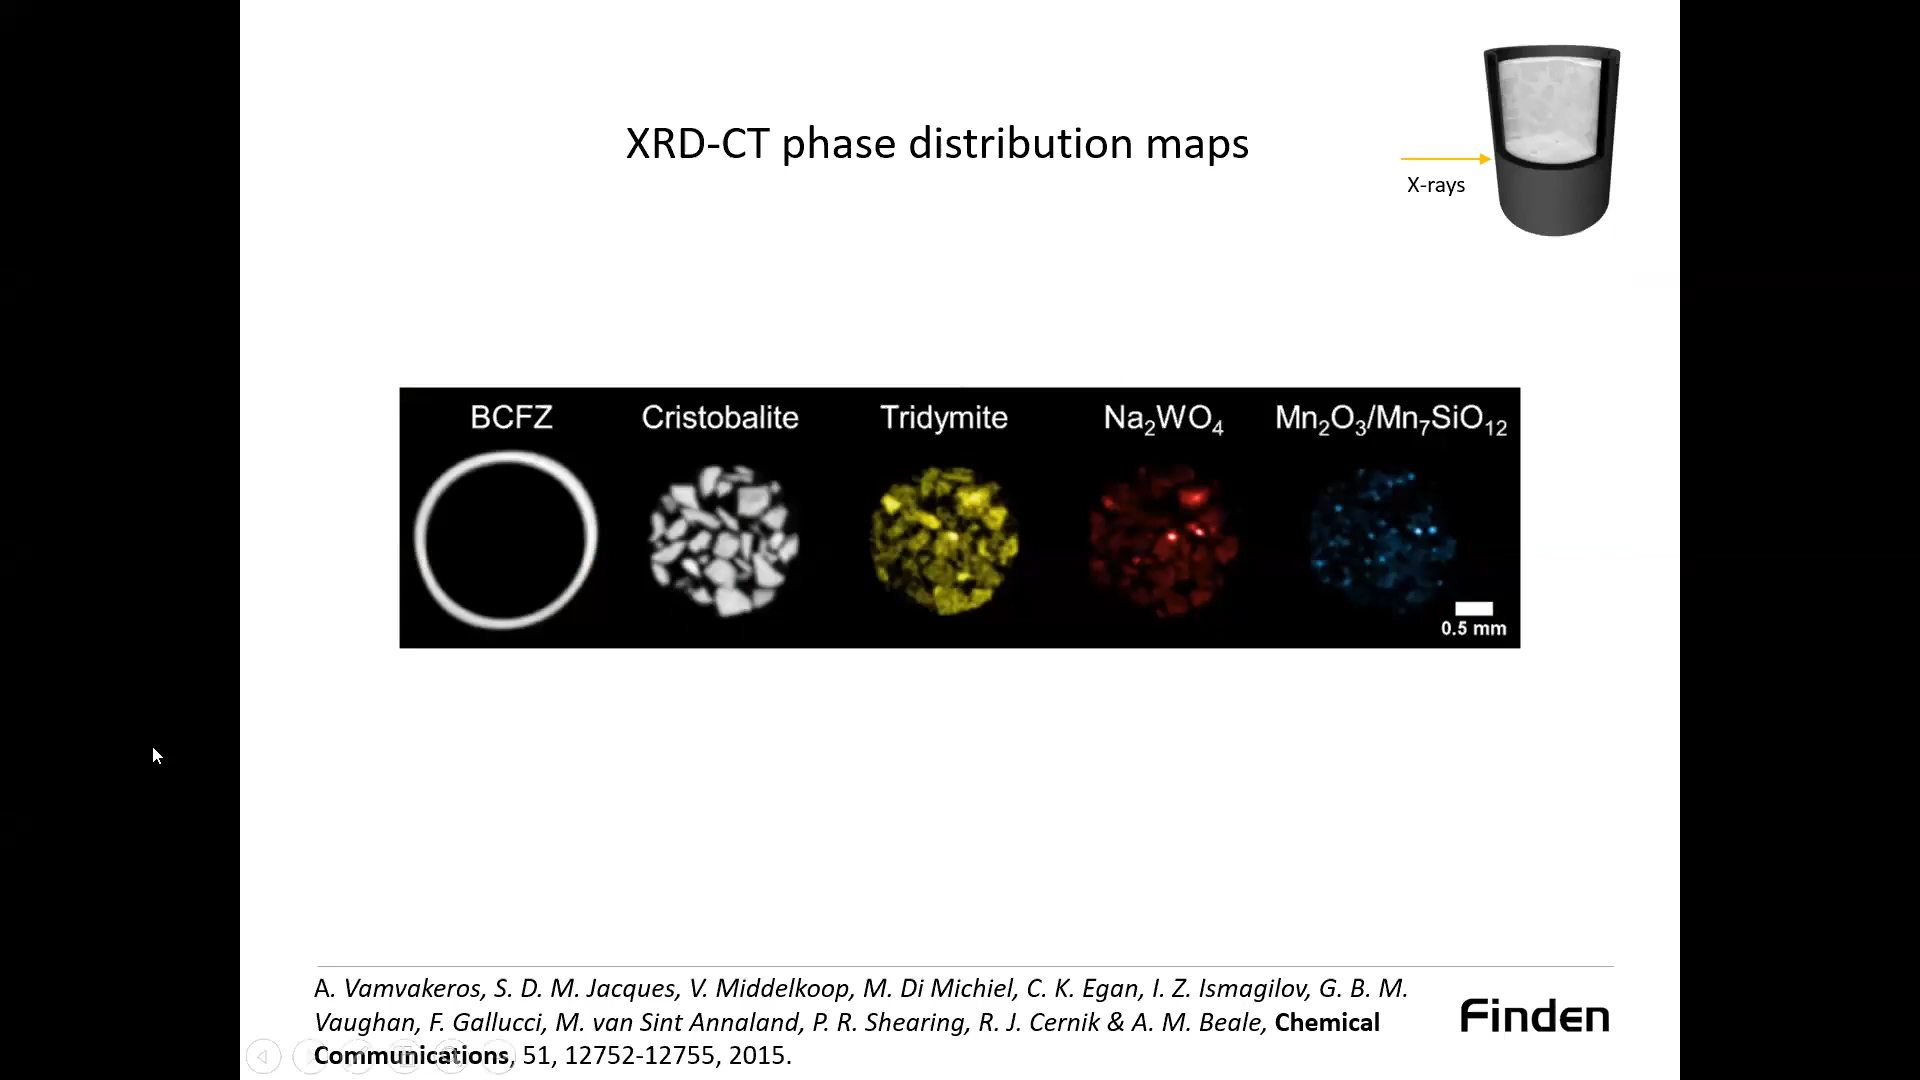 XRD-CT phase distribution maps
X-rays
BCFZ
Cristobalite
Tridymite
Na₂WO₄
Mn₂O₃/Mn₇SiO₁₂
0.5 mm
A. Vamvakeros, S. D. M. Jacques, V. Middelkoop, M. Di Michiel, C. K. Egan, I. Z. Ismagilov, G. B. M.
Vaughan, F. Gallucci, M. van Sint Annaland, P. R. Shearing, R. J. Cernik & A. M. Beale, Chemical
Communications, 51, 12752-12755, 2015.
Finden